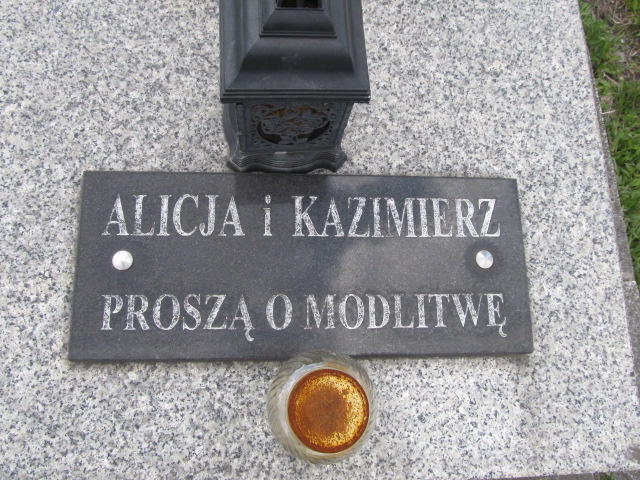 ALICJA i KAZIMIERZ
PROSZĄ O MODLITWĘ